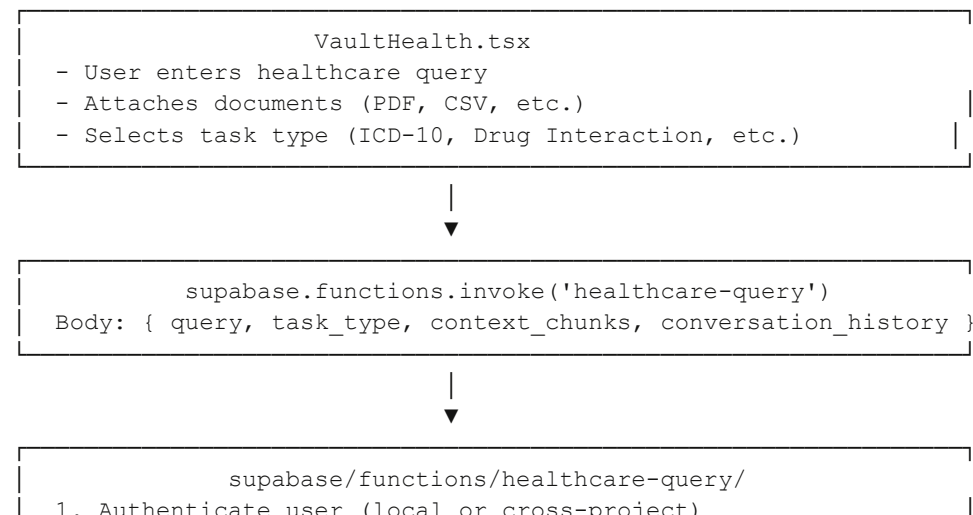 VaultHealth.tsx
- User enters healthcare query
- Attaches documents (PDF, CSV, etc.)
- Selects task type (ICD-10, Drug Interaction, etc.)
supabase.functions.invoke('healthcare-query')
Body: { query, task_type, context_chunks, conversation_history }
supabase/functions/healthcare-query/
1. Authenticate user (local or cross-project)